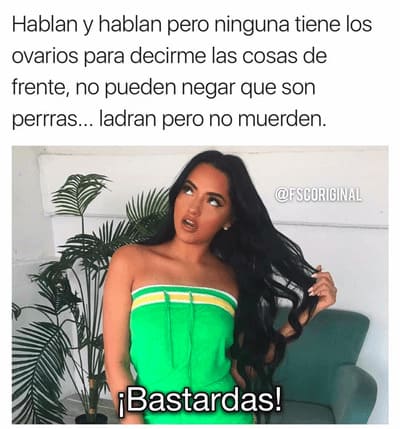 Hablan y hablan pero ninguna tiene los
ovarios para decirme las cosas de
frente, no pueden negar que son
perrras... ladran pero no muerden.
@FSCORIGINAL
¡Bastardas!